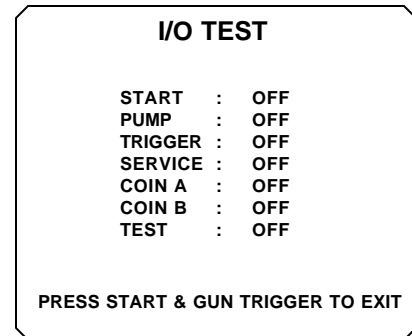 I/O TEST
START : OFF
PUMP : OFF
TRIGGER : OFF
SERVICE : OFF
COIN A : OFF
COIN B : OFF
TEST : OFF
PRESS START & GUN TRIGGER TO EXIT